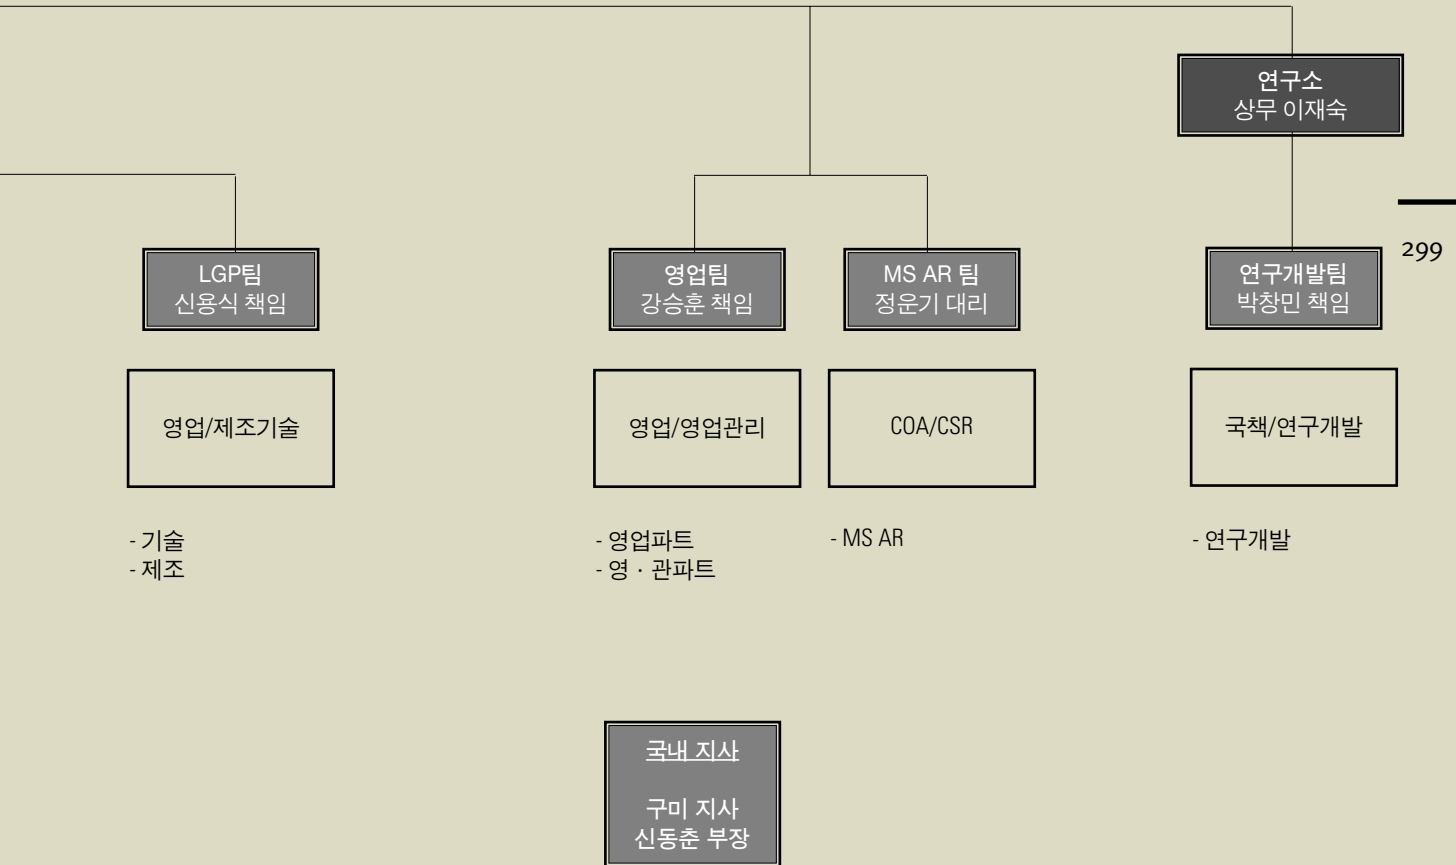 연구소
상무 이재숙
299
LGP팀
신용식 책임
영업팀
강승훈 책임
MS AR 팀
정운기 대리
연구개발팀
박창민 책임
영업/제조기술
영업/영업관리
COA/CSR
국책/연구개발
- 기술
- 제조
- 영업파트
- 영 · 관파트
- MS AR
- 연구개발
국내 지사
구미 지사
신동춘 부장